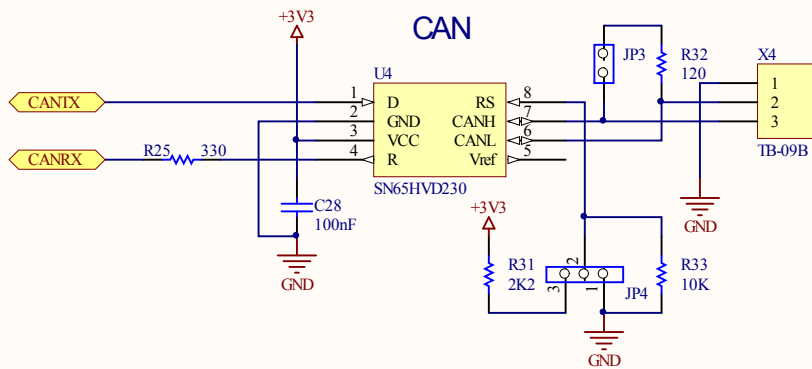 +3V3
CAN
JP3
R32
120
X4
U4
CANTX
1
D
RS
8
1
2
GND
CANH
7
2
3
VCC
CANL
6
3
CANRX
R25
330
4
R
Vref
5
TB-09B
SN65HVD230
C28
100nF
+3V3
GND
GND
R31
2K2
2
3
1
JP4
R33
10K
GND